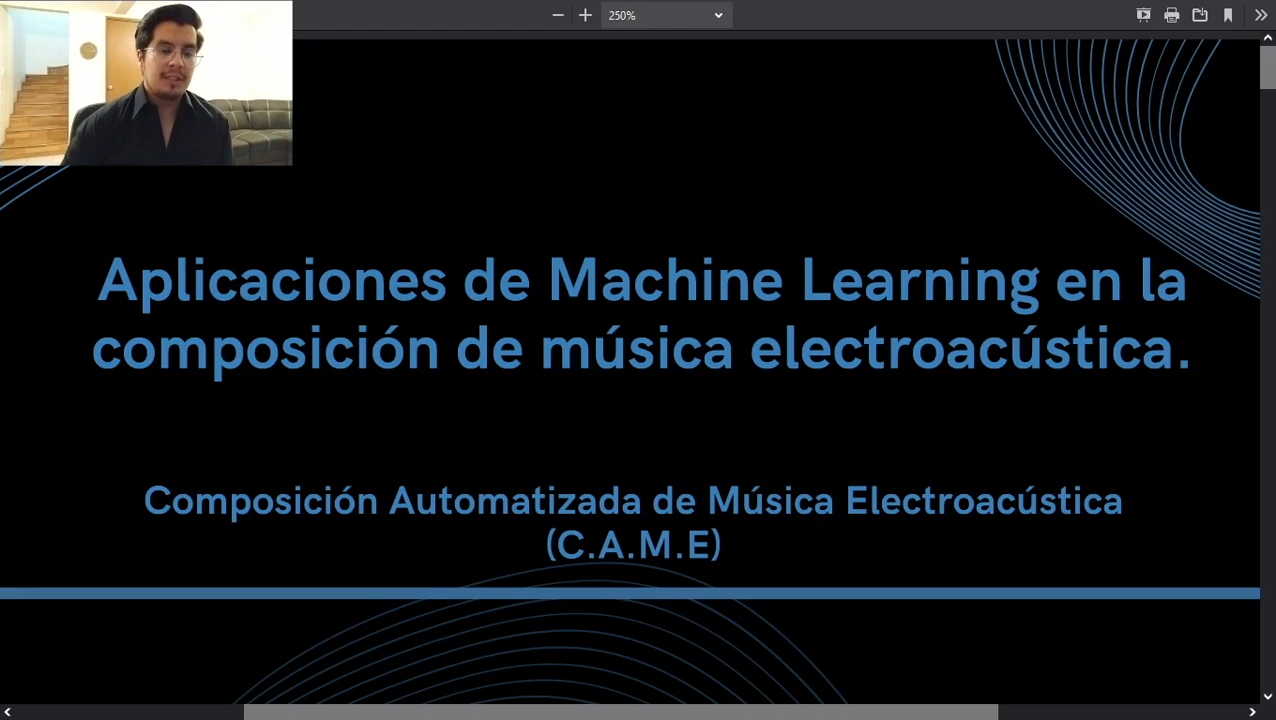 250%
Aplicaciones de Machine Learning en la
composición de música electroacústica.
Composición Automatizada de Música Electroacústica
(C.A.M.E)